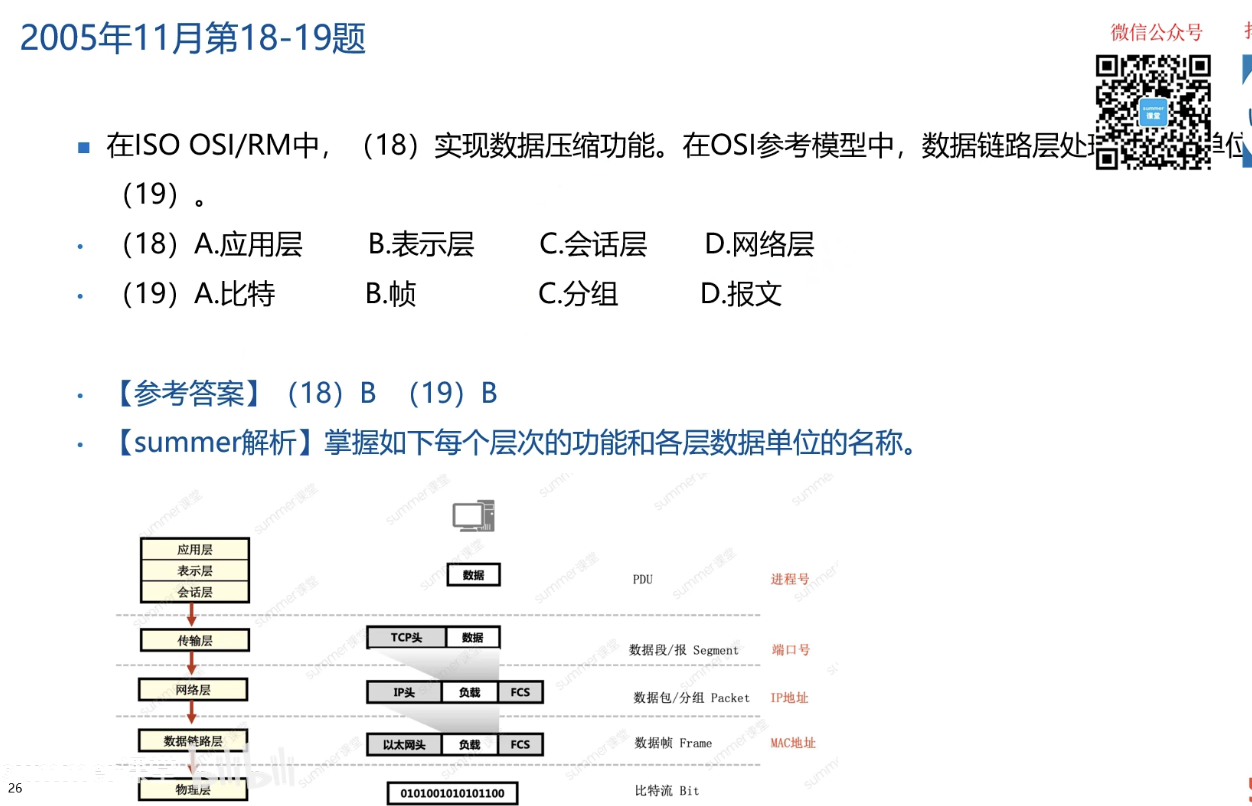 2005年11月第18-19题
微信公众号
在ISO OSI/RM中，（18）实现数据压缩功能。在OSI参考模型中，数据链路层处 单位
（19）。
（18）A.应用层 B.表示层 C.会话层 D.网络层
（19）A.比特 B.帧 C.分组 D.报文
【参考答案】（18）B （19）B
【summer解析】掌握如下每个层次的功能和各层数据单位的名称。
应用层
表示层
会话层
数据 PDU 进程号
传输层 TCP头 数据 数据段/报 Segment 端口号
网络层 IP头 负载 FCS 数据包/分组 Packet IP地址
数据链路层 以太网头 负载 FCS 数据帧 Frame MAC地址
物理层 0101001010101100 比特流 Bit
26
summer课堂
bilibili